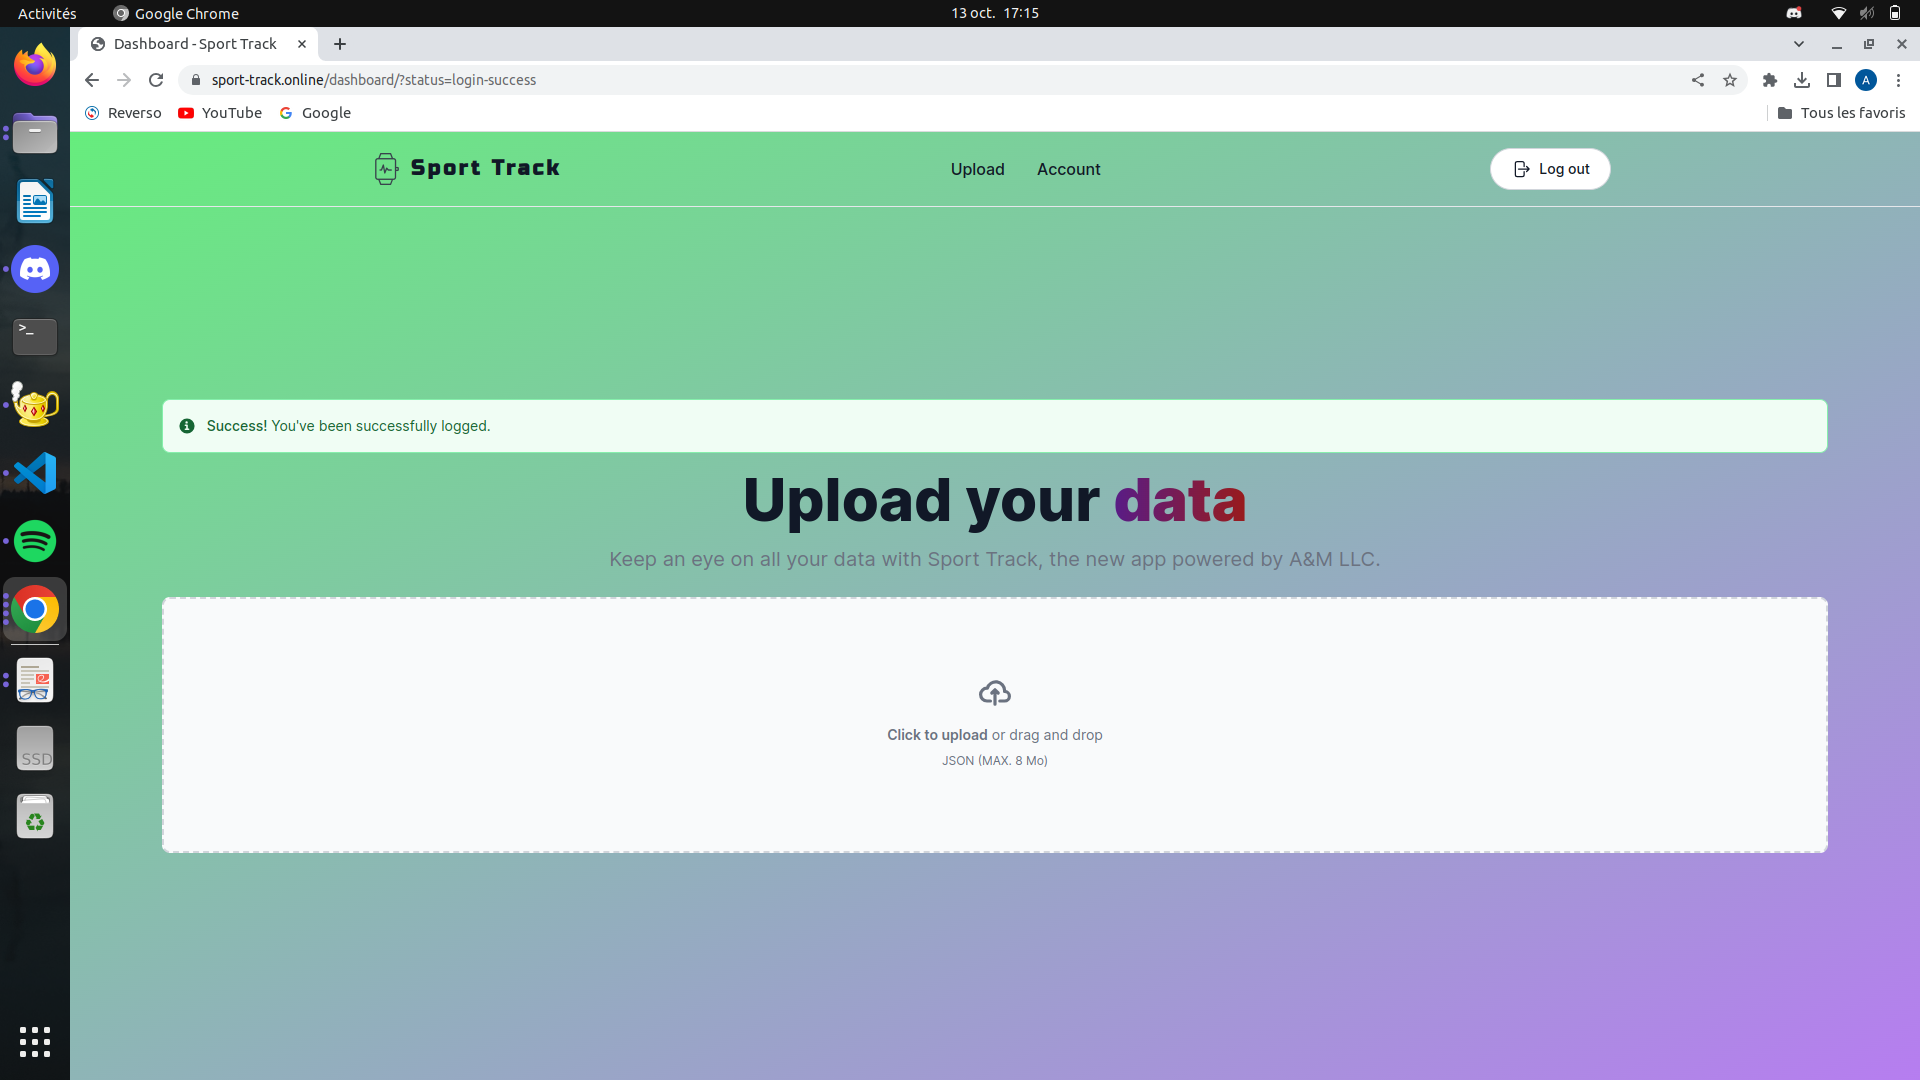 Activités Google Chrome 13 oct. 17:15
Dashboard - Sport Track
sport-track.online/dashboard/?status=login-success A
Reverso YouTube Google Tous les favoris
Sport Track Upload Account Log out
Success! You've been successfully logged.
Upload your data
Keep an eye on all your data with Sport Track, the new app powered by A&M LLC.
Click to upload or drag and drop
JSON (MAX. 8 Mo)
>_
SSD